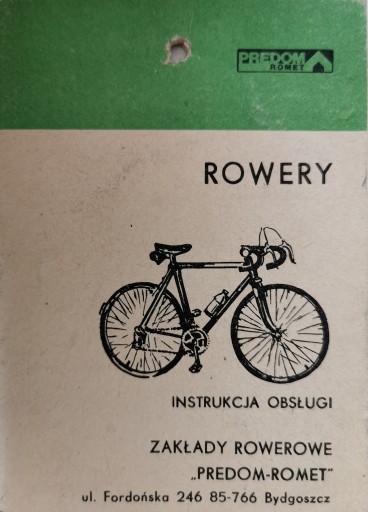 PREDOM
ROMET
ROWERY
INSTRUKCJA OBSŁUGI
ZAKŁADY ROWEROWE
„PREDOM-ROMET"
ul. Fordońska 246 85-766 Bydgoszcz